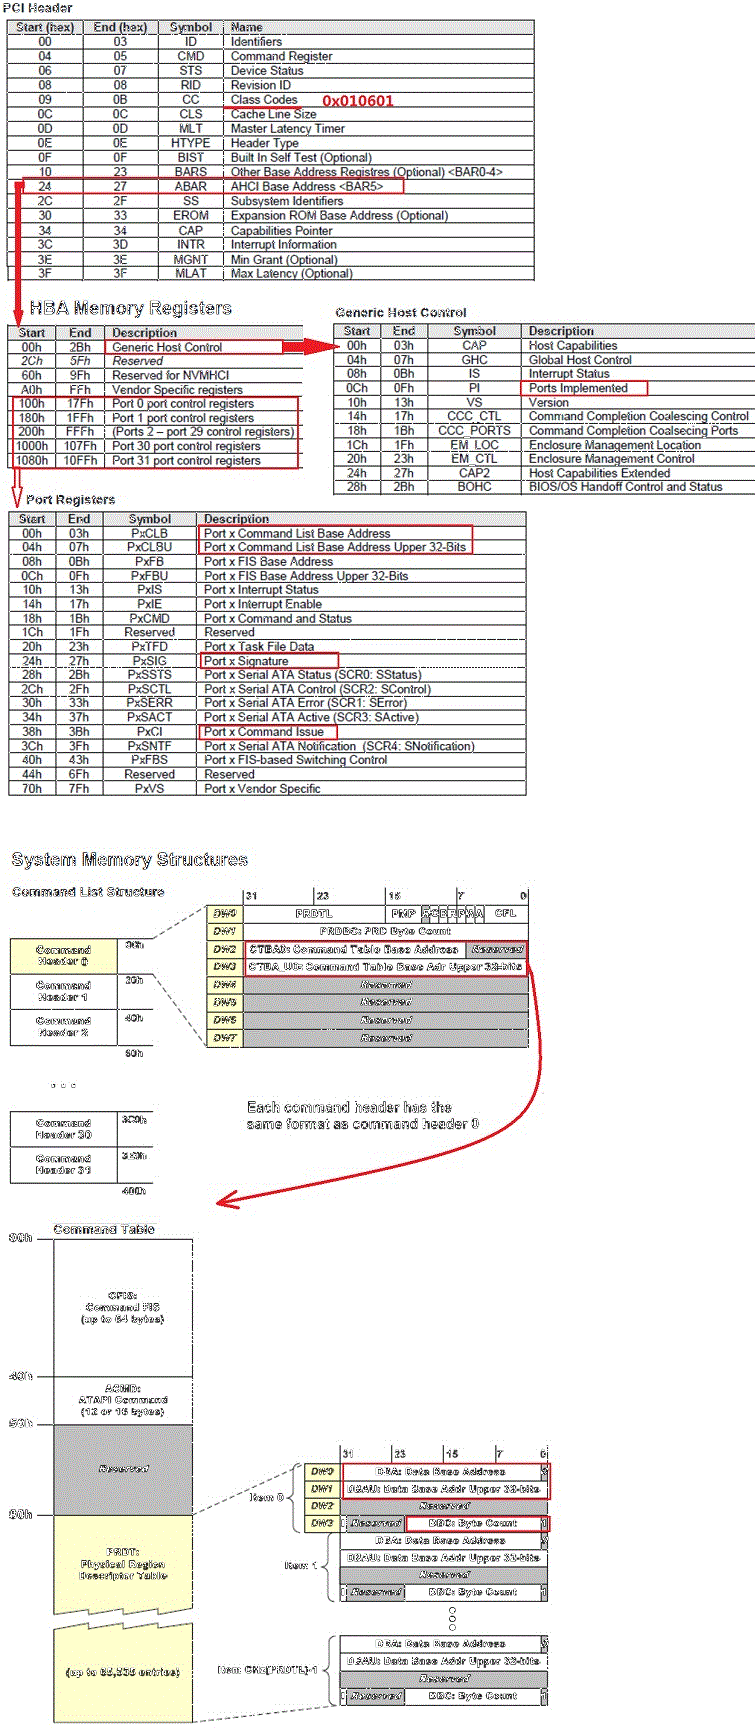 PCI Header
Start (hex) End (hex) Symbol Name
00 03 ID Identifiers
04 05 CMD Command Register
06 07 STS Device Status
08 08 RID Revision ID
09 0B CC Class Codes 0x010601
0C 0C CLS Cache Line Size
0D 0D MLT Master Latency Timer
0E 0E HTYPE Header Type
0F 0F BIST Built In Self Test (Optional)
10 23 BARS Other Base Address Registres (Optional) <BAR0-4>
24 27 ABAR AHCI Base Address <BAR5>
2C 2F SS Subsystem Identifiers
30 33 EROM Expansion ROM Base Address (Optional)
34 34 CAP Capabilities Pointer
3C 3D INTR Interrupt Information
3E 3E MGNT Min Grant (Optional)
3F 3F MLAT Max Latency (Optional)
HBA Memory Registers
Start End Description
00h 2Bh Generic Host Control
2Ch 5Fh Reserved
60h 9Fh Reserved for NVMHCI
A0h FFh Vendor Specific registers
100h 17Fh Port 0 port control registers
180h 1FFh Port 1 port control registers
200h FFFh (Ports 2 – port 29 control registers)
1000h 107Fh Port 30 port control registers
1080h 10FFh Port 31 port control registers
Generic Host Control
Start End Symbol Description
00h 03h CAP Host Capabilities
04h 07h GHC Global Host Control
08h 0Bh IS Interrupt Status
0Ch 0Fh PI Ports Implemented
10h 13h VS Version
14h 17h CCC_CTL Command Completion Coalescing Control
18h 1Bh CCC_PORTS Command Completion Coalsecing Ports
1Ch 1Fh EM_LOC Enclosure Management Location
20h 23h EM_CTL Enclosure Management Control
24h 27h CAP2 Host Capabilities Extended
28h 2Bh BOHC BIOS/OS Handoff Control and Status
Port Registers
Start End Symbol Description
00h 03h PxCLB Port x Command List Base Address
04h 07h PxCLBU Port x Command List Base Address Upper 32-Bits
08h 0Bh PxFB Port x FIS Base Address
0Ch 0Fh PxFBU Port x FIS Base Address Upper 32-Bits
10h 13h PxIS Port x Interrupt Status
14h 17h PxIE Port x Interrupt Enable
18h 1Bh PxCMD Port x Command and Status
1Ch 1Fh Reserved Reserved
20h 23h PxTFD Port x Task File Data
24h 27h PxSIG Port x Signature
28h 2Bh PxSSTS Port x Serial ATA Status (SCR0: SStatus)
2Ch 2Fh PxSCTL Port x Serial ATA Control (SCR2: SControl)
30h 33h PxSERR Port x Serial ATA Error (SCR1: SError)
34h 37h PxSACT Port x Serial ATA Active (SCR3: SActive)
38h 3Bh PxCI Port x Command Issue
3Ch 3Fh PxSNTF Port x Serial ATA Notification (SCR4: SNotification)
40h 43h PxFBS Port x FIS-based Switching Control
44h 6Fh Reserved Reserved
70h 7Fh PxVS Port x Vendor Specific
System Memory Structures
Command List Structure
31 23 15 7 0
DW0 PRDTL PMP CFL
DW1 PRDBC: PRD Byte Count
DW2 CTBA0: Command Table Base Address Reserved
DW3 CTBA_U0: Command Table Base Adr Upper 32-bits
DW4 Reserved
DW5 Reserved
DW6 Reserved
DW7 Reserved
Command
Header 0
00h
20h
Command
Header 1
40h
Command
Header 2
60h
...
Command
Header 30
3C0h
Command
Header 31
3E0h
400h
Each command header has the
same format as command header 0
Command Table
00h
CFIS:
Command FIS
(up to 64 bytes)
40h
ACMD:
ATAPI Command
(12 or 16 bytes)
50h
Reserved
80h
PRDT:
Physical Region
Descriptor Table
(up to 65,535 entries)
31 23 15 7 0
Item 0
DW0 DBA: Data Base Address
DW1 DBAU: Data Base Addr Upper 32-bits
DW2 Reserved
DW3 I Reserved DBC: Byte Count 1
Item 1
DBA: Data Base Address
DBAU: Data Base Addr Upper 32-bits
Reserved
I Reserved DBC: Byte Count 1
Item CHz[PRDTL]-1
DBA: Data Base Address
DBAU: Data Base Addr Upper 32-bits
Reserved
I Reserved DBC: Byte Count 1